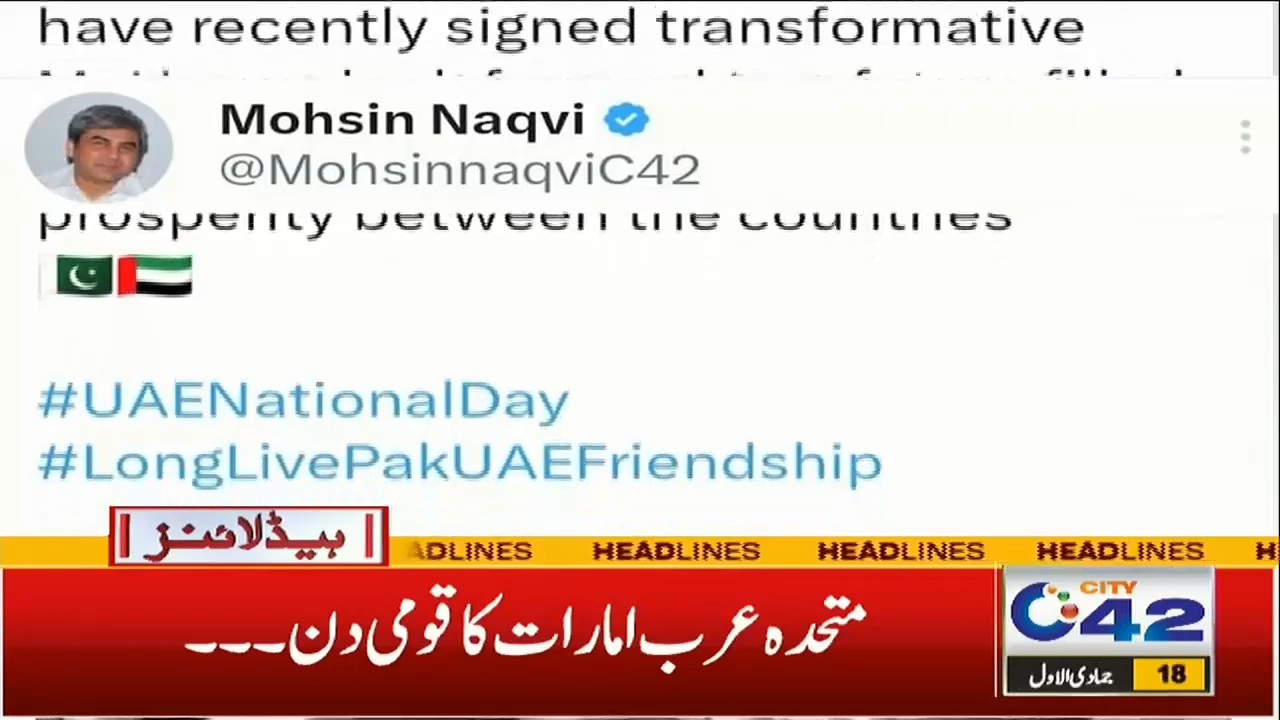 have recently signed transformative
Mohsin Naqvi
@MohsinnaqviC42
prosperity between the countries
#UAENationalDay
#LongLivePakUAEFriendship
ہیڈلائنز
ADLINES HEADLINES HEADLINES HEADLINES H
متحدہ عرب امارات کا قومی دن۔۔۔
CITY
42
جمادی الاول 18